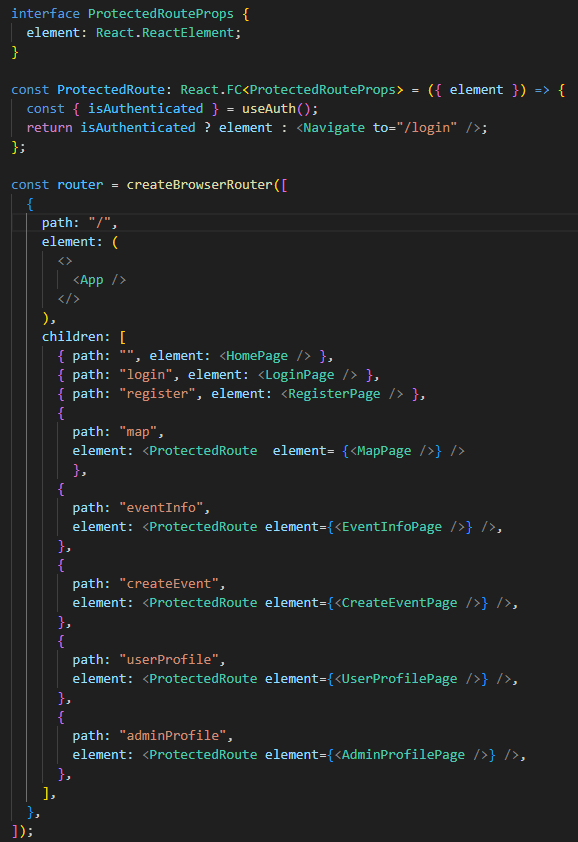 interface ProtectedRouteProps {
  element: React.ReactElement;
}

const ProtectedRoute: React.FC<ProtectedRouteProps> = ({ element }) => {
  const { isAuthenticated } = useAuth();
  return isAuthenticated ? element : <Navigate to="/login" />;
};

const router = createBrowserRouter([
  {
    path: "/",
    element: (
      <>
        <App />
      </>
    ),
    children: [
      { path: "", element: <HomePage /> },
      { path: "login", element: <LoginPage /> },
      { path: "register", element: <RegisterPage /> },
      {
        path: "map",
        element: <ProtectedRoute  element= {<MapPage />} />
        },
      {
        path: "eventInfo",
        element: <ProtectedRoute element={<EventInfoPage />} />,
      },
      {
        path: "createEvent",
        element: <ProtectedRoute element={<CreateEventPage />} />,
      },
      {
        path: "userProfile",
        element: <ProtectedRoute element={<UserProfilePage />} />,
      },
      {
        path: "adminProfile",
        element: <ProtectedRoute element={<AdminProfilePage />} />,
      },
    ],
  },
]);